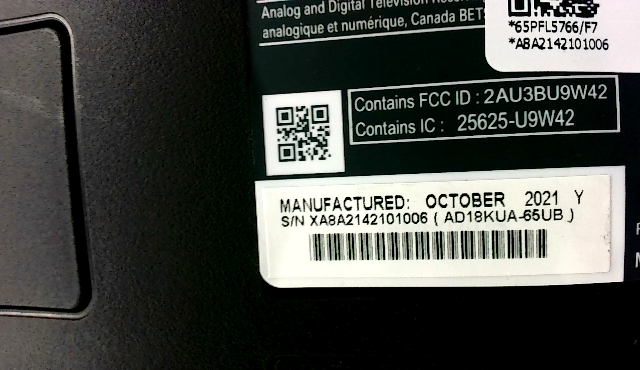 Analog and Digital Television
analogique et numérique, Canada
*65PFL5766/F7
*A8A2142101006
Contains FCC ID : 2AU3BU9W42
Contains IC : 25625-U9W42
MANUFACTURED: OCTOBER 2021 Y
S/N XA8A2142101006 ( AD18KUA-65UB )